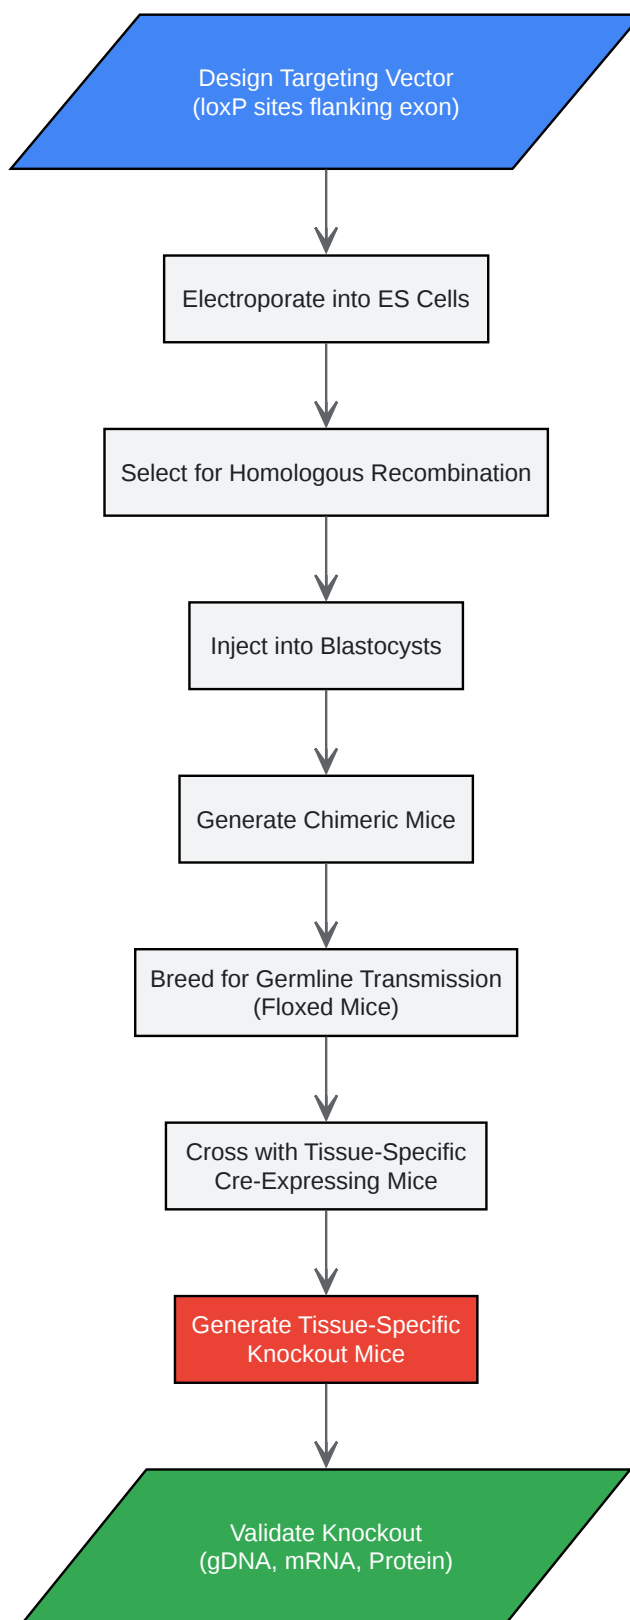 Design Targeting Vector
(loxP sites flanking exon)
Electroporate into ES Cells
Select for Homologous Recombination
Inject into Blastocysts
Generate Chimeric Mice
Breed for Germline Transmission
(Floxed Mice)
Cross with Tissue-Specific
Cre-Expressing Mice
Generate Tissue-Specific
Knockout Mice
Validate Knockout
(gDNA, mRNA, Protein)